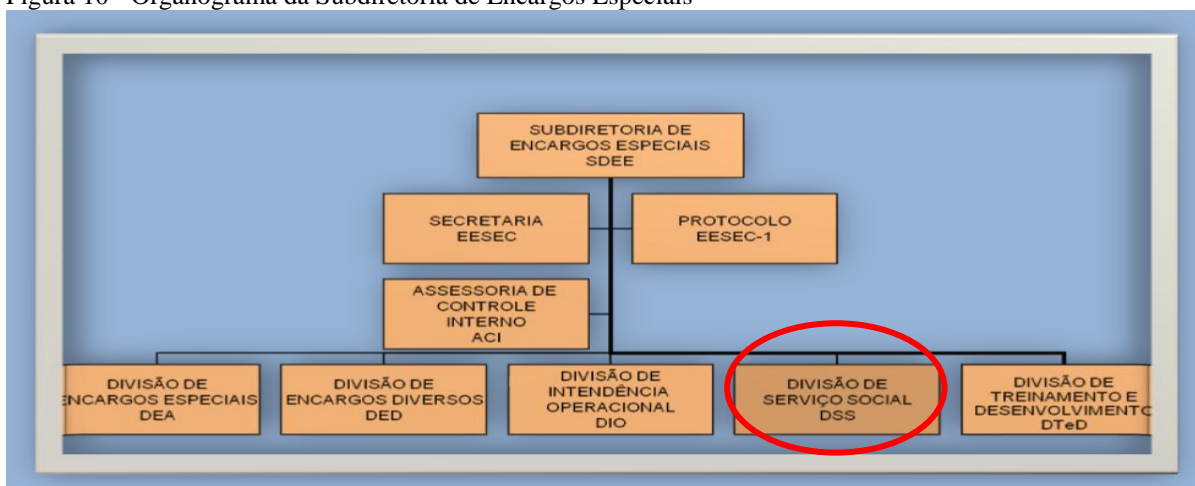 Figura 10 - Organograma da Subdiretoria de Encargos Especiais
SUBDIRETORIA DE
ENCARGOS ESPECIAIS
SDEE
SECRETARIA
EESEC
PROTOCOLO
EESEC-1
ASSESSORIA DE
CONTROLE
INTERNO
ACI
DIVISÃO DE
ENCARGOS ESPECIAIS
DEA
DIVISÃO DE
ENCARGOS DIVERSOS
DED
DIVISÃO DE
INTENDÊNCIA
OPERACIONAL
DIO
DIVISÃO DE
SERVIÇO SOCIAL
DSS
DIVISÃO DE
TREINAMENTO E
DESENVOLVIMENTO
DTeD